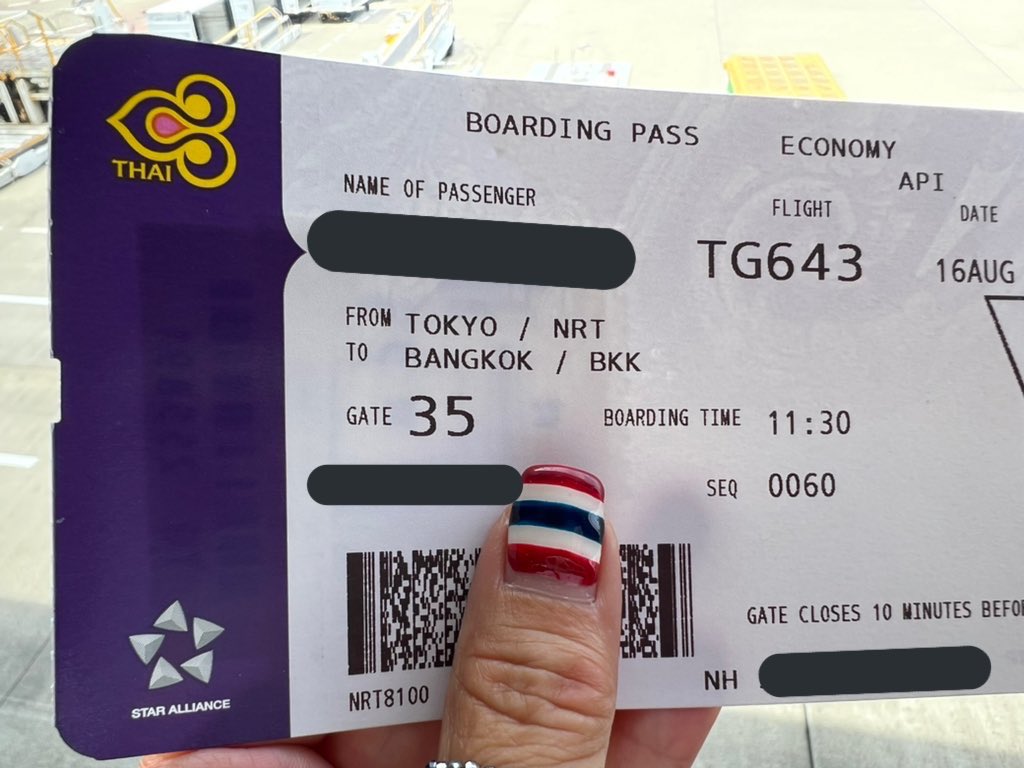 THAI
BOARDING PASS
ECONOMY
API
NAME OF PASSENGER
FLIGHT
DATE
TG643
16AUG
FROM TOKYO / NRT
TO BANGKOK / BKK
GATE 35
BOARDING TIME 11:30
SEQ 0060
GATE CLOSES 10 MINUTES BEFO
NH
NRT8100
STAR ALLIANCE